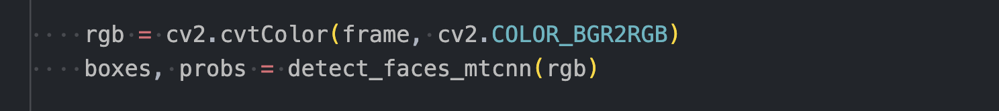 rgb = cv2.cvtColor(frame, cv2.COLOR_BGR2RGB)
boxes, probs = detect_faces_mtcnn(rgb)